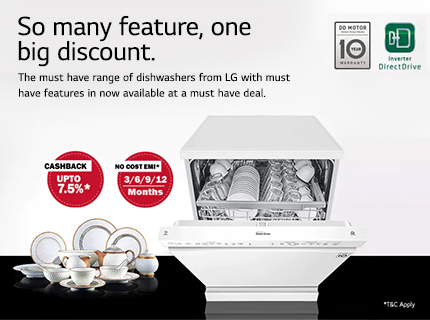 So many feature, one
big discount.
The must have range of dishwashers from LG with must
have features in now available at a must have deal.
DD MOTOR
10
YEAR
WARRANTY
Inverter
DirectDrive
CASHBACK
UPTO
7.5%*
NO COST EMI*
3/6/9/12
Months
*T&C Apply